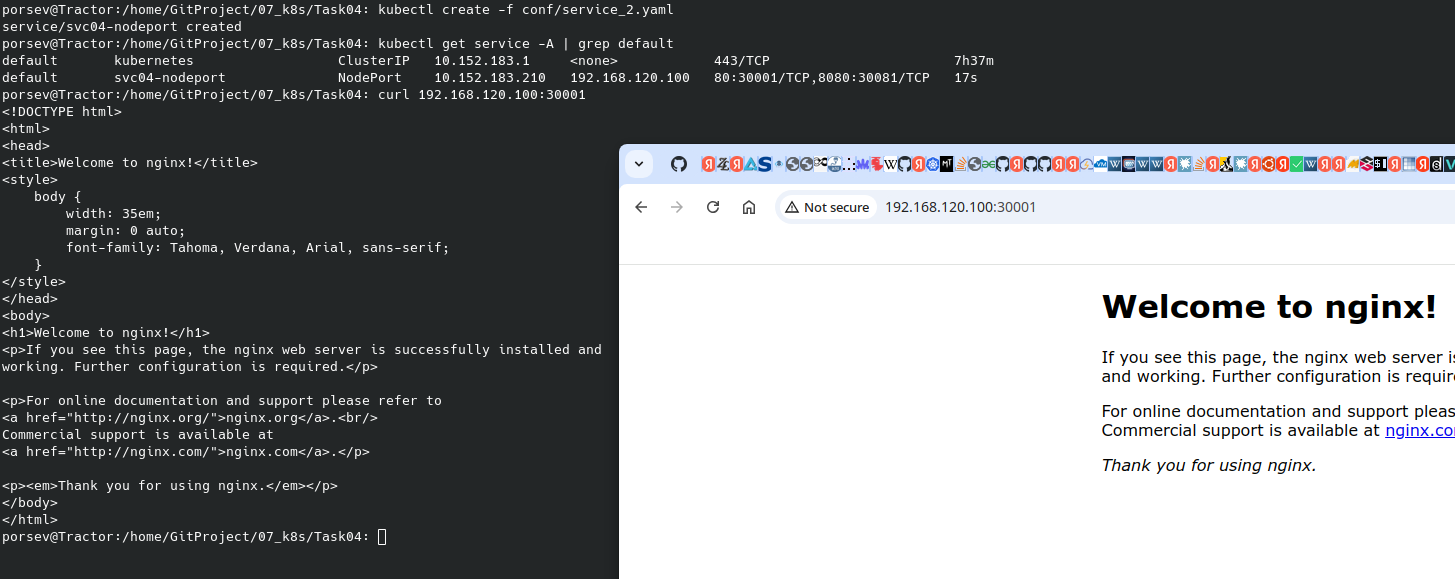 porsev@Tractor:/home/GitProject/07_k8s/Task04: kubectl create -f conf/service_2.yaml
service/svc04-nodeport created
porsev@Tractor:/home/GitProject/07_k8s/Task04: kubectl get service -A | grep default
default       kubernetes                  ClusterIP   10.152.183.1     <none>            443/TCP                       7h37m
default       svc04-nodeport              NodePort    10.152.183.210   192.168.120.100   80:30001/TCP,8080:30081/TCP   17s
porsev@Tractor:/home/GitProject/07_k8s/Task04: curl 192.168.120.100:30001
<!DOCTYPE html>
<html>
<head>
<title>Welcome to nginx!</title>
<style>
    body {
        width: 35em;
        margin: 0 auto;
        font-family: Tahoma, Verdana, Arial, sans-serif;
    }
</style>
</head>
<body>
<h1>Welcome to nginx!</h1>
<p>If you see this page, the nginx web server is successfully installed and
working. Further configuration is required.</p>

<p>For online documentation and support please refer to
<a href="http://nginx.org/">nginx.org</a>.<br/>
Commercial support is available at
<a href="http://nginx.com/">nginx.com</a>.</p>

<p><em>Thank you for using nginx.</em></p>
</body>
</html>
porsev@Tractor:/home/GitProject/07_k8s/Task04:
Not secure 192.168.120.100:30001
Welcome to nginx!
If you see this page, the nginx web server
and working. Further configuration is
For online documentation and support
Commercial support is available at
Thank you for using nginx.